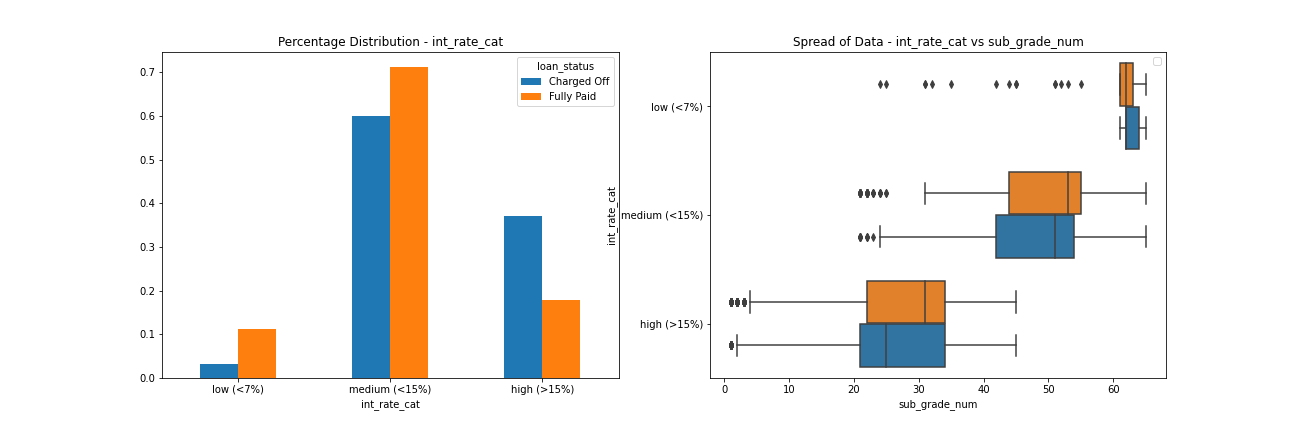 Percentage Distribution - int_rate_cat
0.7
0.6
0.5
0.4
0.3
0.2
0.1
0.0
loan_status
Charged Off
Fully Paid
low (<7%)
medium (<15%)
high (>15%)
int_rate_cat
Spread of Data - int_rate_cat vs sub_grade_num
int_rate_cat
low (<7%)
medium (<15%)
high (>15%)
0
10
20
30
40
50
60
sub_grade_num